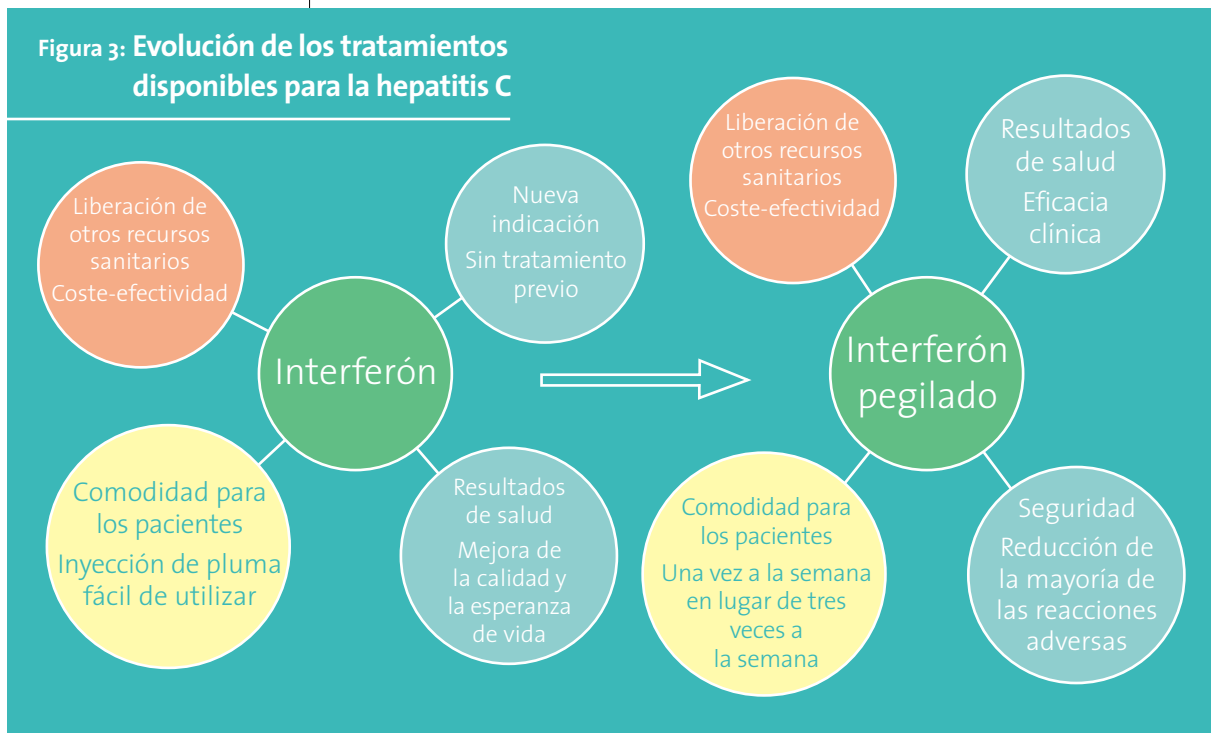 Figura 3: Evolución de los tratamientos
disponibles para la hepatitis C
Liberación de
otros recursos
sanitarios
Coste-efectividad
Nueva
indicación
Sin tratamiento
previo
Interferón
Comodidad para
los pacientes
Inyección de pluma
fácil de utilizar
Resultados
de salud
Mejora de
la calidad y
la esperanza
de vida
Liberación de
otros recursos
sanitarios
Coste-efectividad
Resultados
de salud
Eficacia
clínica
Interferón
pegilado
Comodidad para
los pacientes
Una vez a la semana
en lugar de tres
veces a
la semana
Seguridad
Reducción de
la mayoría de
las reacciones
adversas